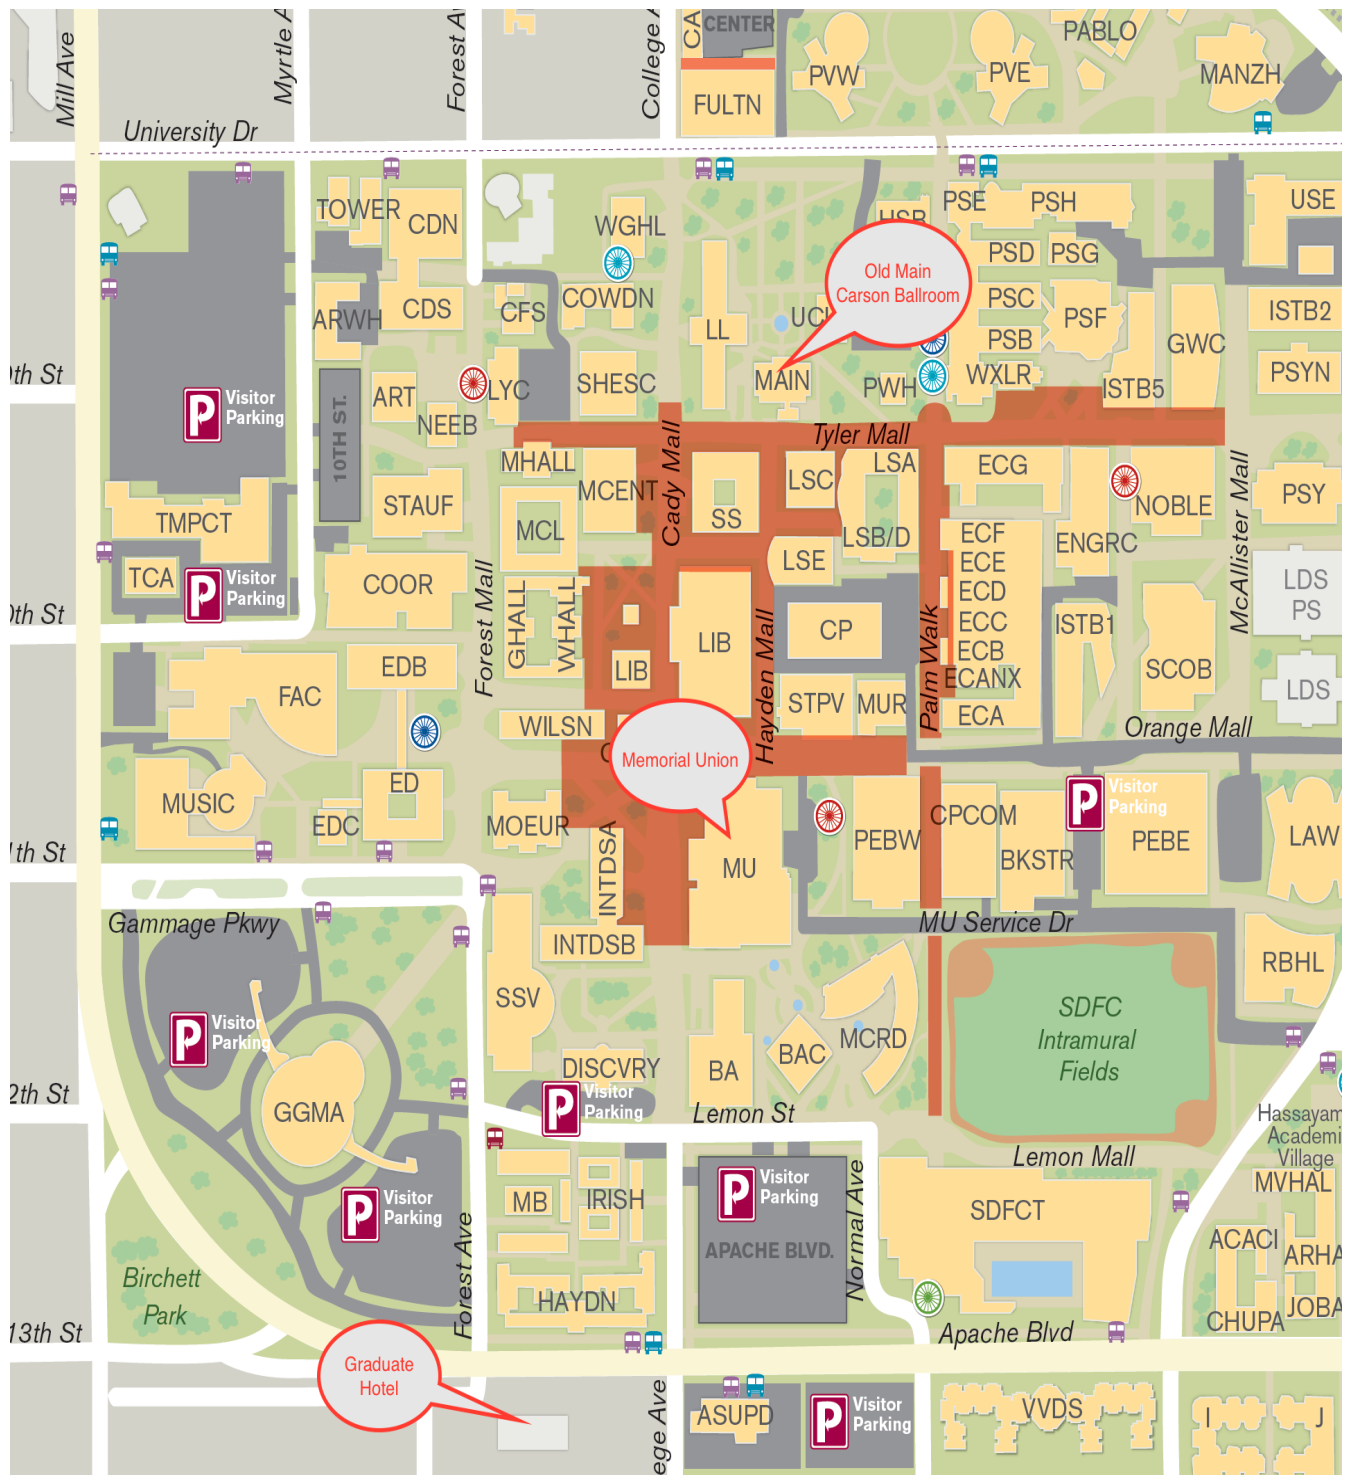 Mill Ave
Myrtle A
Forest Av
College A
CA
CENTER
PABLO
PVW
PVE
MANZH
FULTN
University Dr
TOWER
CDN
WGHL
HSB
PSE
PSH
USE
PSD
PSG
Old Main
Carson Ballroom
CDS
CFS
COWDN
ARWH
LL
PSC
PSF
ISTB2
PSB
GWC
9th St
Visitor
Parking
ART
NEEB
LYC
SHESC
MAIN
PWH
WXLR
ISTB5
PSYN
10TH ST.
Tyler Mall
Cady Mall
MHALL
MCENT
LSC
LSA
ECG
McAllister Mall
STAUF
MCL
SS
LSB/D
NOBLE
PSY
TMPCT
ECF
ENGRC
TCA
Visitor
Parking
COOR
LSE
ECE
ECD
LDS
PS
GHALL
WHALL
Forest Mall
LIB
LIB
Hayden Mall
CP
Palm Walk
ECC
ECB
ISTB1
SCOB
EDB
FAC
STPV
MUR
ECANX
ECA
LDS
WILSN
Orange Mall
Memorial Union
MUSIC
ED
EDC
MOEUR
INTDSA
MU
PEBW
CPCOM
BKSTR
Visitor
Parking
PEBE
LAW
Gammage Pkwy
INTDSB
MU Service Dr
RBHL
SSV
Visitor
Parking
MCRD
BAC
BA
SDFC
Intramural
Fields
DISCVRY
Visitor
Parking
GGMA
2th St
Lemon St
Lemon Mall
Hassayam
Academi
Village
MVHAL
Visitor
Parking
MB
IRISH
Visitor
Parking
APACHE BLVD.
Normal Ave
SDFCT
ACACI
ARHA
Birchett
Park
Forest Ave
HAYDN
CHUPA
JOBA
13th St
Apache Blvd
Graduate
Hotel
ege Ave
ASUPD
Visitor
Parking
VVDS
I
J